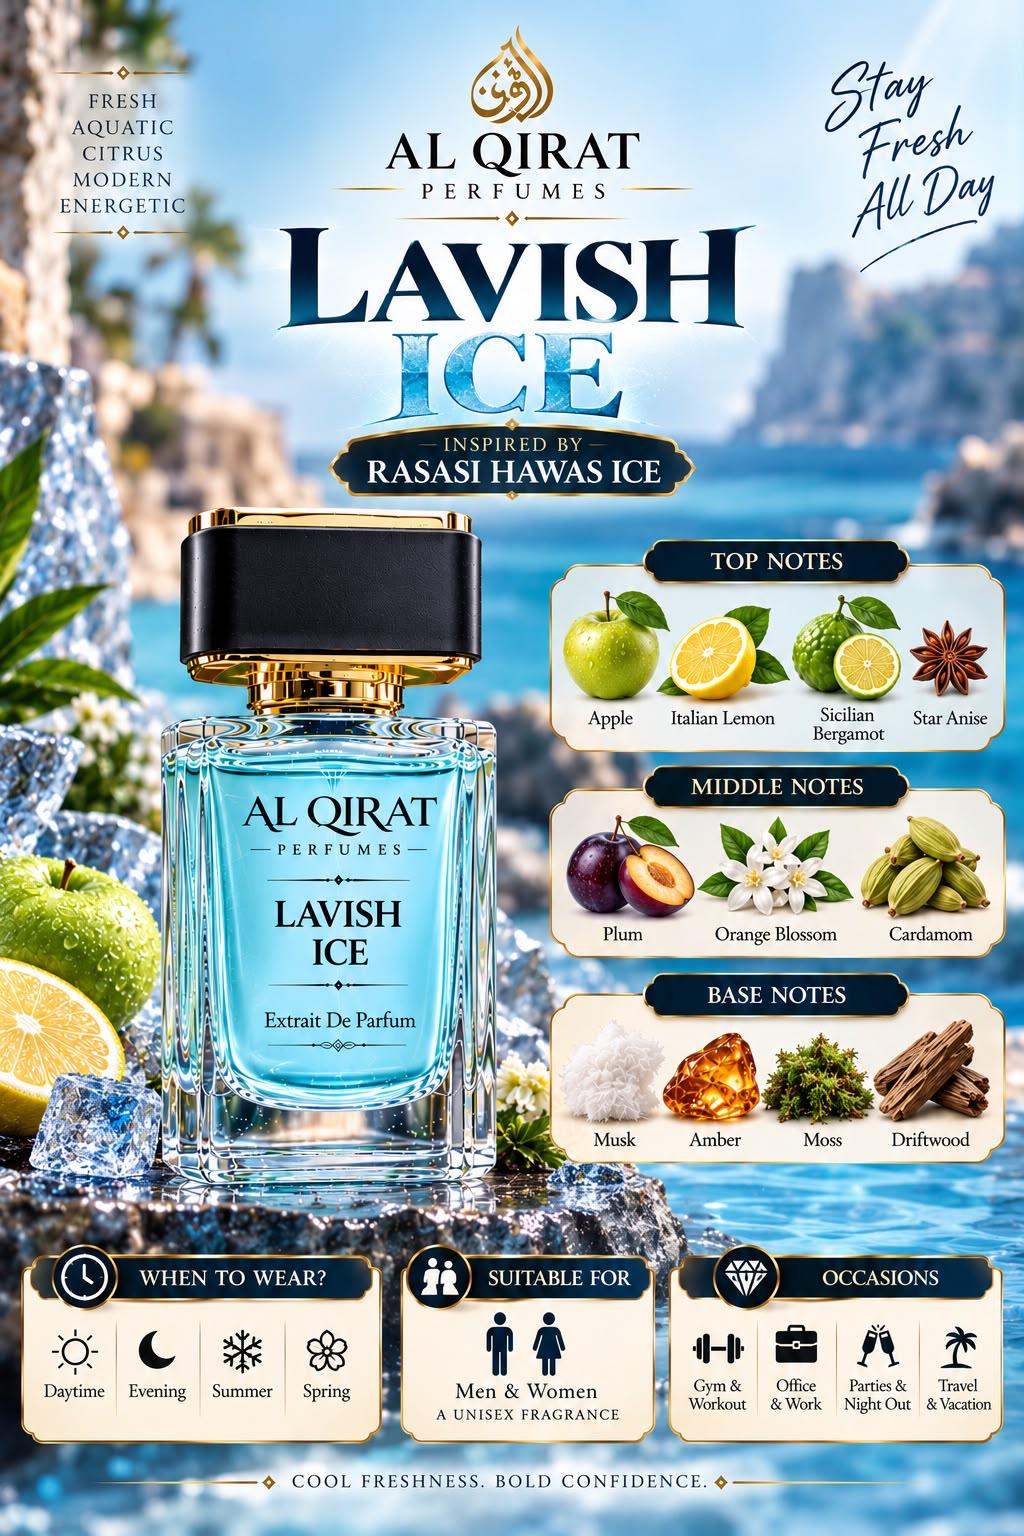 FRESH
AQUATIC
CITRUS
MODERN
ENERGETIC
AL QIRAT
PERFUMES
Stay
Fresh
All Day
LAVISH
ICE
INSPIRED BY
RASASI HAWAS ICE
TOP NOTES
Apple
Italian Lemon
Sicilian
Bergamot
Star Anise
MIDDLE NOTES
Plum
Orange Blossom
Cardamom
BASE NOTES
Musk
Amber
Moss
Driftwood
AL QIRAT
PERFUMES
LAVISH
ICE
Extrait De Parfum
WHEN TO WEAR?
Daytime
Evening
Summer
Spring
SUITABLE FOR
Men & Women
A UNISEX FRAGRANCE
OCCASIONS
Gym &
Workout
Office
& Work
Parties &
Night Out
Travel
& Vacation
COOL FRESHNESS. BOLD CONFIDENCE.